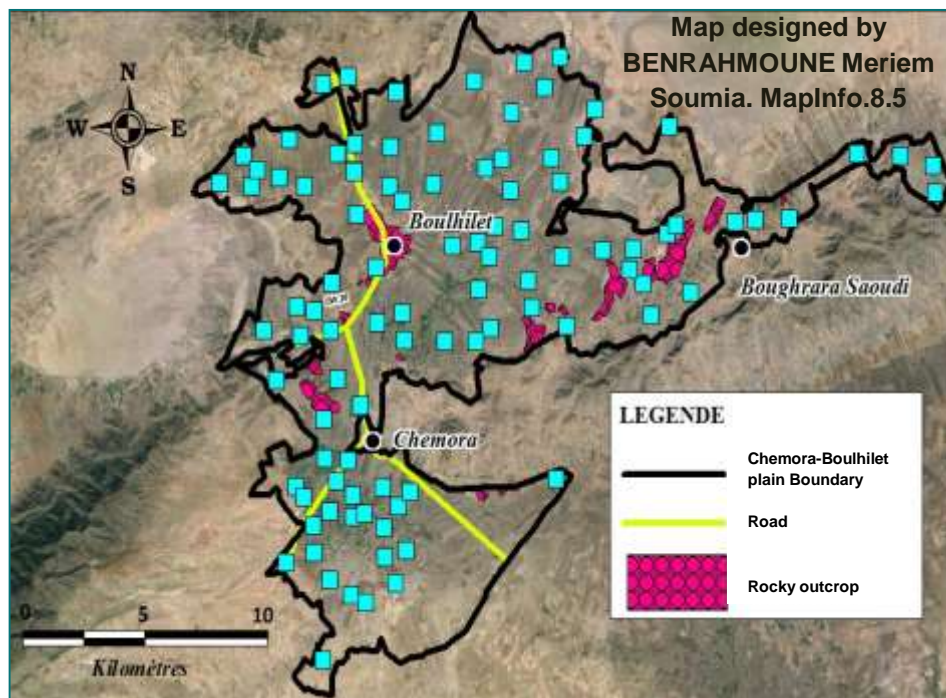 Map designed by
BENRAHMOUNE Meriem
Soumia. MapInfo.8.5
N
W E
S
Boulhilet
Boughrara Saoudi
Chemora
LEGENDE
Chemora-Boulhilet
plain Boundary
Road
Rocky outcrop
0 5 10
Kilomètres